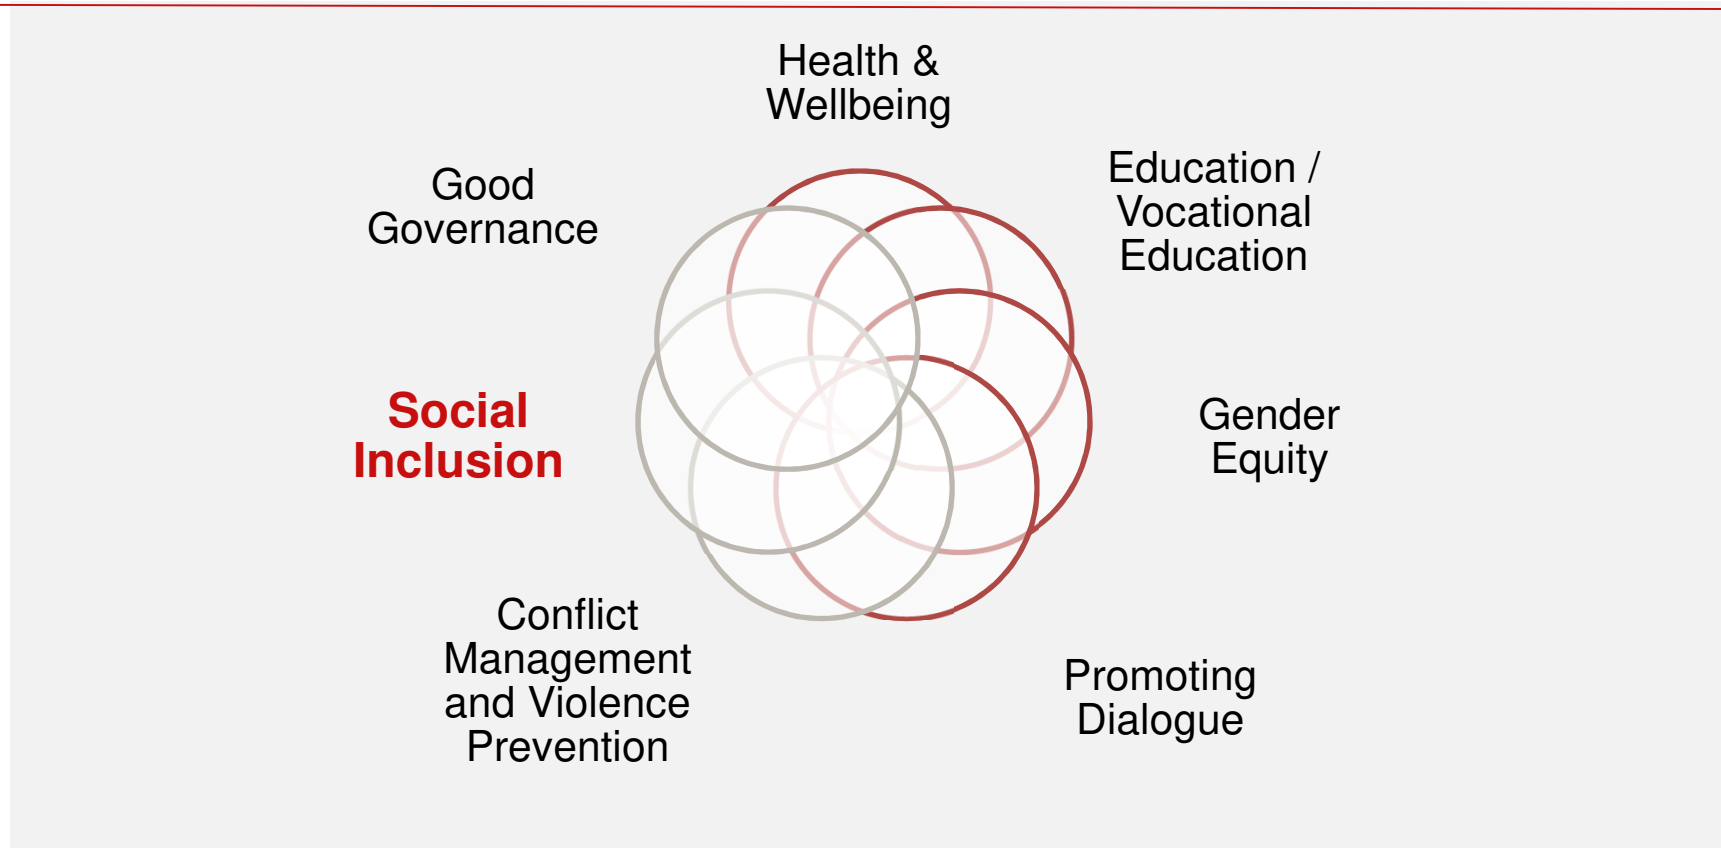 Health &
Wellbeing
Education /
Vocational
Education
Good
Governance
Social
Inclusion
Gender
Equity
Conflict
Management
and Violence
Prevention
Promoting
Dialogue